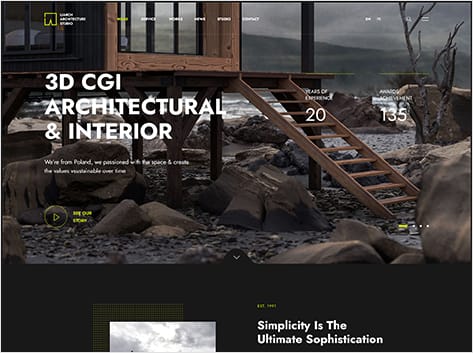 LUARCH
ARCHITECTURE
STUDIO
HOME
SERVICE
WORKS
NEWS
STUDIO
CONTACT
EN
3D CGI
ARCHITECTURAL
& INTERIOR
We're from Poland, we passioned with the space & create
the values vsustainable over time
YEARS OF
EXPERIENCE
20
AWARDS
ACHIEVEMENT
135
SEE OUR
STORY
EST. 1991
Simplicity Is The
Ultimate Sophistication